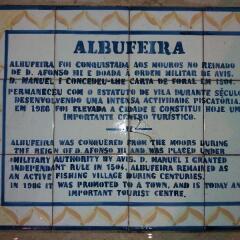 ALBUFEIRA
ALBUFEIRA FOI CONQUISTADA AOS MOUROS NO REINADO
DE D. AFONSO III E DOADA À ORDEM MILITAR DE AVIS.
D. MANUEL I CONCEDEU-LHE CARTA DE FORAL EM 1504.
PERMANECEU COM O ESTATUTO DE VILA DURANTE SÉCULOS
DESENVOLVENDO UMA INTENSA ACTIVIDADE PISCATÓRIA.
EM 1986 FOI ELEVADA A CIDADE E CONSTITUI HOJE UM
IMPORTANTE CENTRO TURÍSTICO.
ALBUFEIRA WAS CONQUERED FROM THE MOORS DURING
THE REIGN OF D. AFONSO III AND WAS PLACED UNDER
MILITARY AUTHORITY BY AVIS. D. MANUEL I GRANTED
INDEPENDANT RULE IN 1504. ALBUFEIRA REMAINED AS
AN ACTIVE FISHING VILLAGE DURING CENTURIES.
IN 1986 IT WAS PROMOTED TO A TOWN, AND IS TODAY AN
IMPORTANT TOURIST CENTRE.